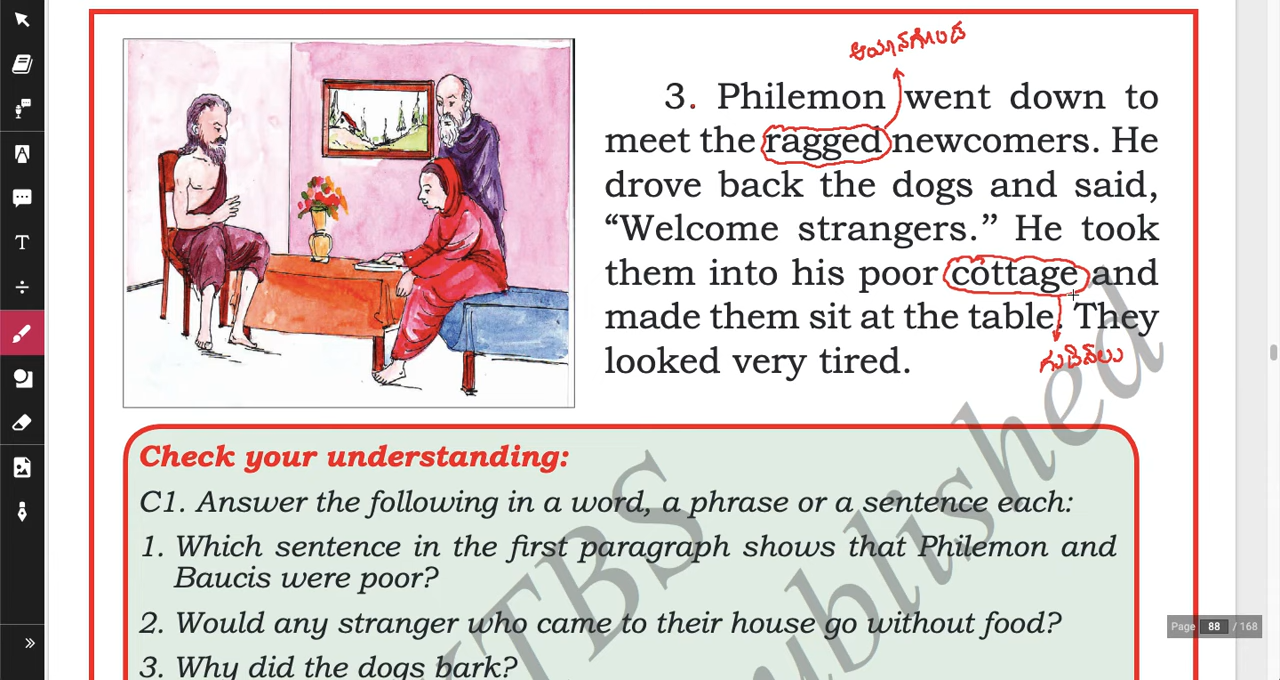 ಆಯಾಸಗೊಂಡ
3. Philemon went down to
meet the ragged newcomers. He
drove back the dogs and said,
“Welcome strangers.” He took
them into his poor cottage and
made them sit at the table. They
ಗುಡಿಸಲು
looked very tired.
Check your understanding:
C1. Answer the following in a word, a phrase or a sentence each:
1. Which sentence in the first paragraph shows that Philemon and
Baucis were poor?
2. Would any stranger who came to their house go without food?
Page 88 / 168
3. Why did the dogs bark?
TBS
ublished